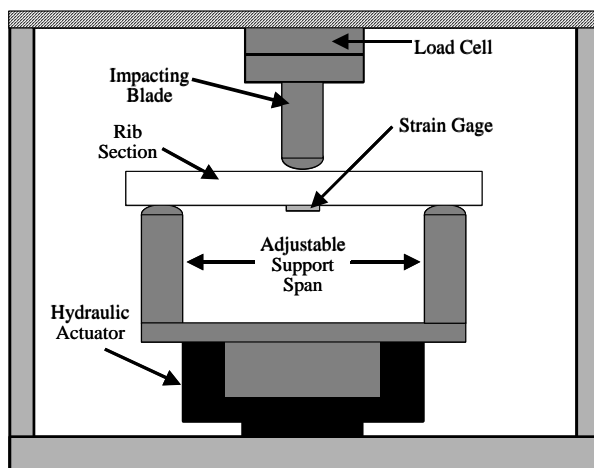 Load Cell
Impacting
Blade
Strain Gage
Rib
Section
Adjustable
Support
Span
Hydraulic
Actuator